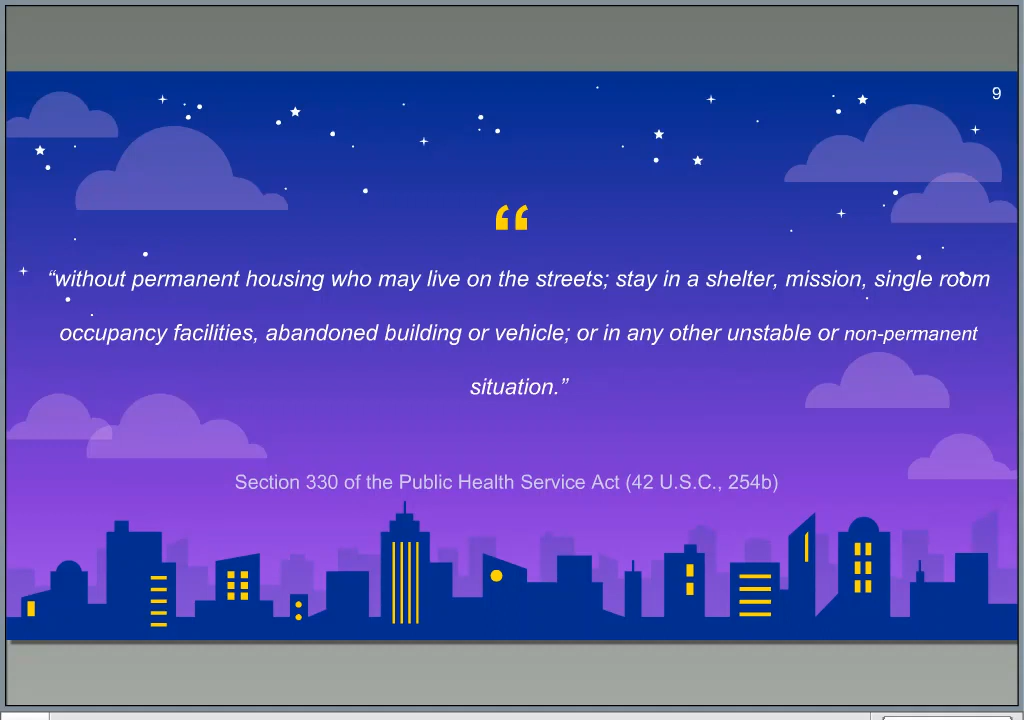 9
“
“without permanent housing who may live on the streets; stay in a shelter, mission, single room
occupancy facilities, abandoned building or vehicle; or in any other unstable or non-permanent
situation.”
Section 330 of the Public Health Service Act (42 U.S.C., 254b)